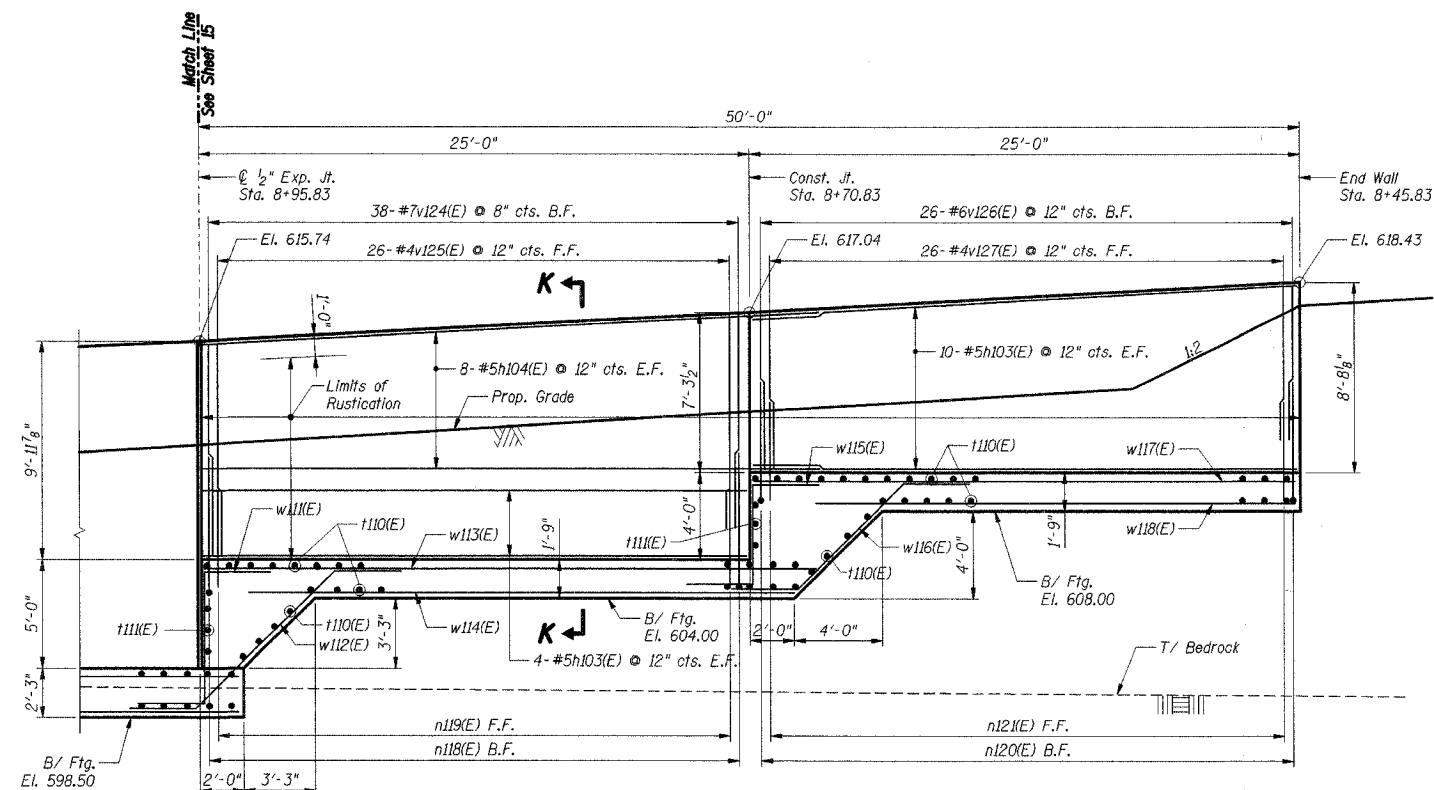 Match Line
See Sheet 15
50'-0"
25'-0"
25'-0"
℄ ½" Exp. Jt.
Sta. 8+95.83
Const. Jt.
Sta. 8+70.83
End Wall
Sta. 8+45.83
38-#7v124(E) @ 8" cts. B.F.
26-#6v126(E) @ 12" cts. B.F.
El. 615.74
El. 617.04
El. 618.43
26-#4v125(E) @ 12" cts. F.F.
26-#4v127(E) @ 12" cts. F.F.
K
1'-0"
8-#5h104(E) @ 12" cts. E.F.
10-#5h103(E) @ 12" cts. E.F.
1:2
Limits of
Rustication
Prop. Grade
7'-3½"
8'-8⅛"
9'-11⅞"
w115(E)
t110(E)
w117(E)
w111(E)
t110(E)
w113(E)
1'-9"
4'-0"
t111(E)
w116(E)
1'-9"
w118(E)
4'-0"
t110(E)
B/ Ftg.
El. 608.00
5'-0"
t111(E)
t110(E)
w112(E)
3'-3"
w114(E)
K
B/ Ftg.
El. 604.00
2'-0"
4'-0"
T/ Bedrock
4-#5h103(E) @ 12" cts. E.F.
2'-3"
n119(E) F.F.
n121(E) F.F.
n118(E) B.F.
n120(E) B.F.
B/ Ftg.
El. 598.50
2'-0"
3'-3"